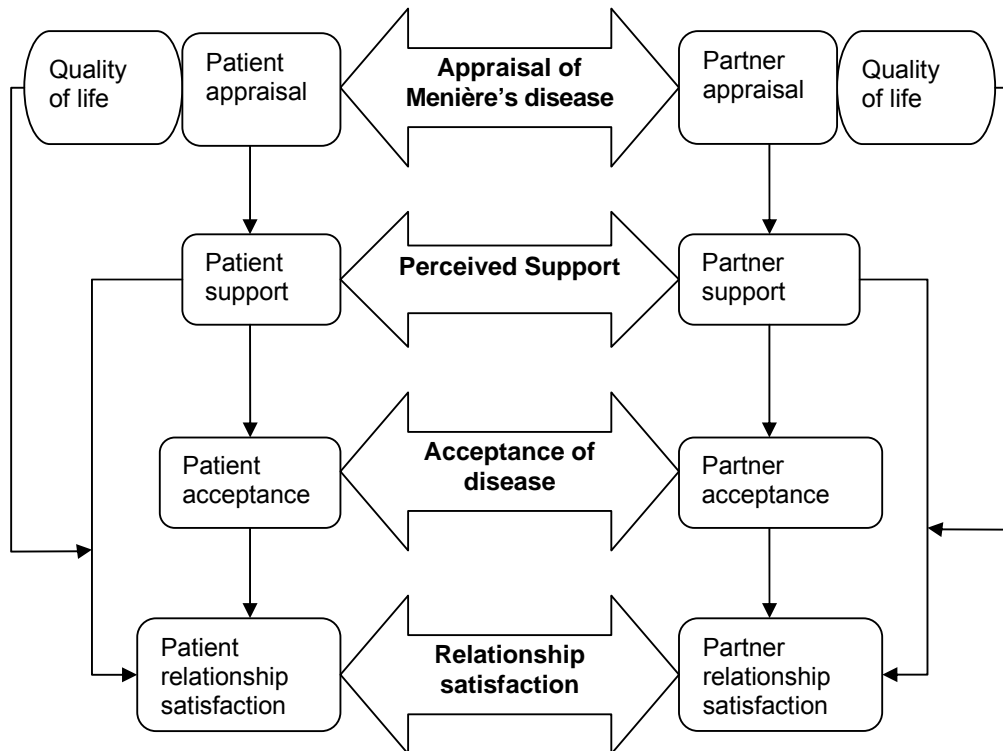 Quality
of life
Patient
appraisal
Appraisal of
Menière's disease
Partner
appraisal
Quality
of life
Patient
support
Perceived Support
Partner
support
Patient
acceptance
Acceptance of
disease
Partner
acceptance
Patient
relationship
satisfaction
Relationship
satisfaction
Partner
relationship
satisfaction